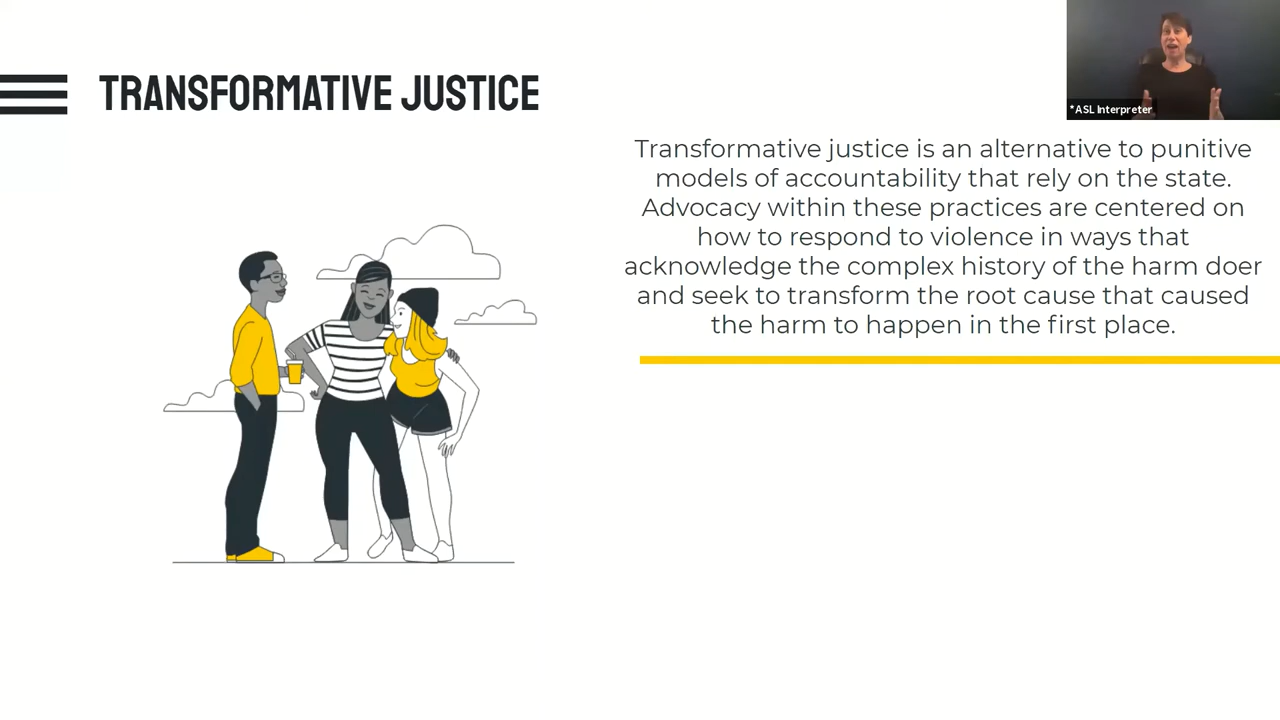 TRANSFORMATIVE JUSTICE
*ASL Interpreter
Transformative justice is an alternative to punitive
models of accountability that rely on the state.
Advocacy within these practices are centered on
how to respond to violence in ways that
acknowledge the complex history of the harm doer
and seek to transform the root cause that caused
the harm to happen in the first place.